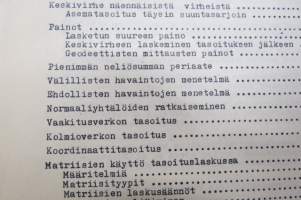 Keskivirhe näennäisistä virheistä
Asematasoitus täysin suuntasarjoin
Painot
Lasketun suureen paino
Keskivirheen laskeminen tasoituksen jälkeen
Geodeettisten mittausten painot
Pienimmän neliösumman periaate
Välillisten havaintojen menetelmä
Ehdollisten havaintojen menetelmä
Normaaliyhtälöiden ratkaiseminen
Vaakitusverkon tasoitus
Kolmioverkon tasoitus
Koordinaattitasoitus
Matriisien käyttö tasoituslaskussa
Määritelmiä
Matriisityypit
Matriisien laskusäännöt